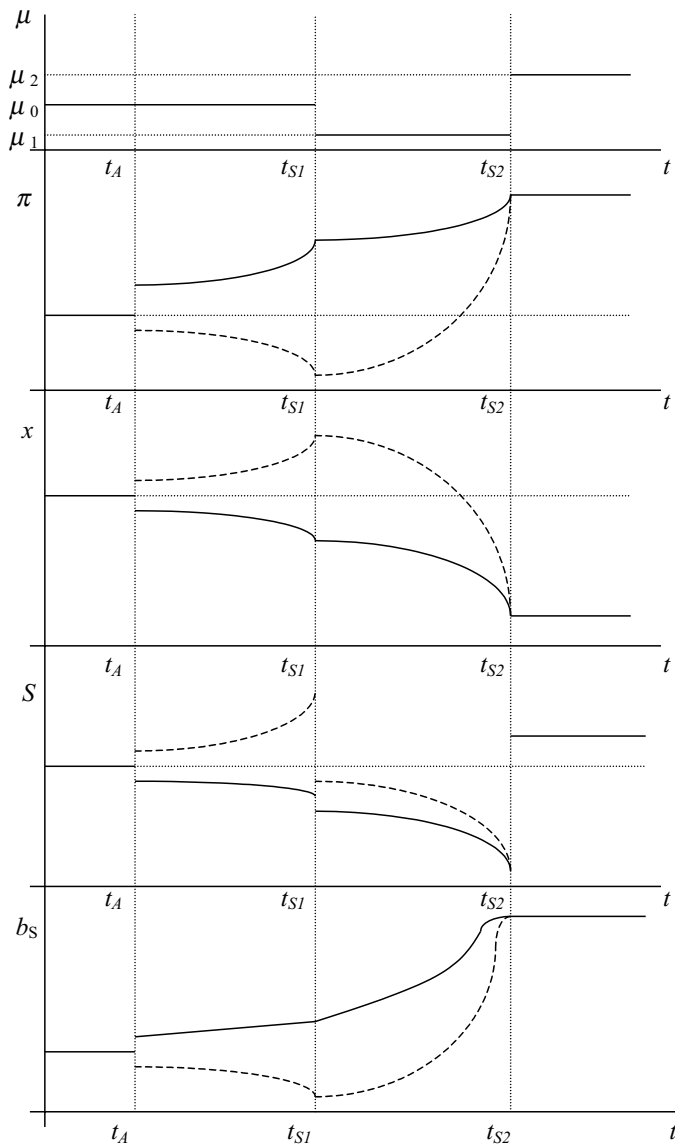 μ
μ 2
μ 0
μ 1
t_A t_S1 t_S2 t
π
t_A t_S1 t_S2 t
x
t_A t_S1 t_S2 t
S
t_A t_S1 t_S2 t
b_S
t_A t_S1 t_S2 t